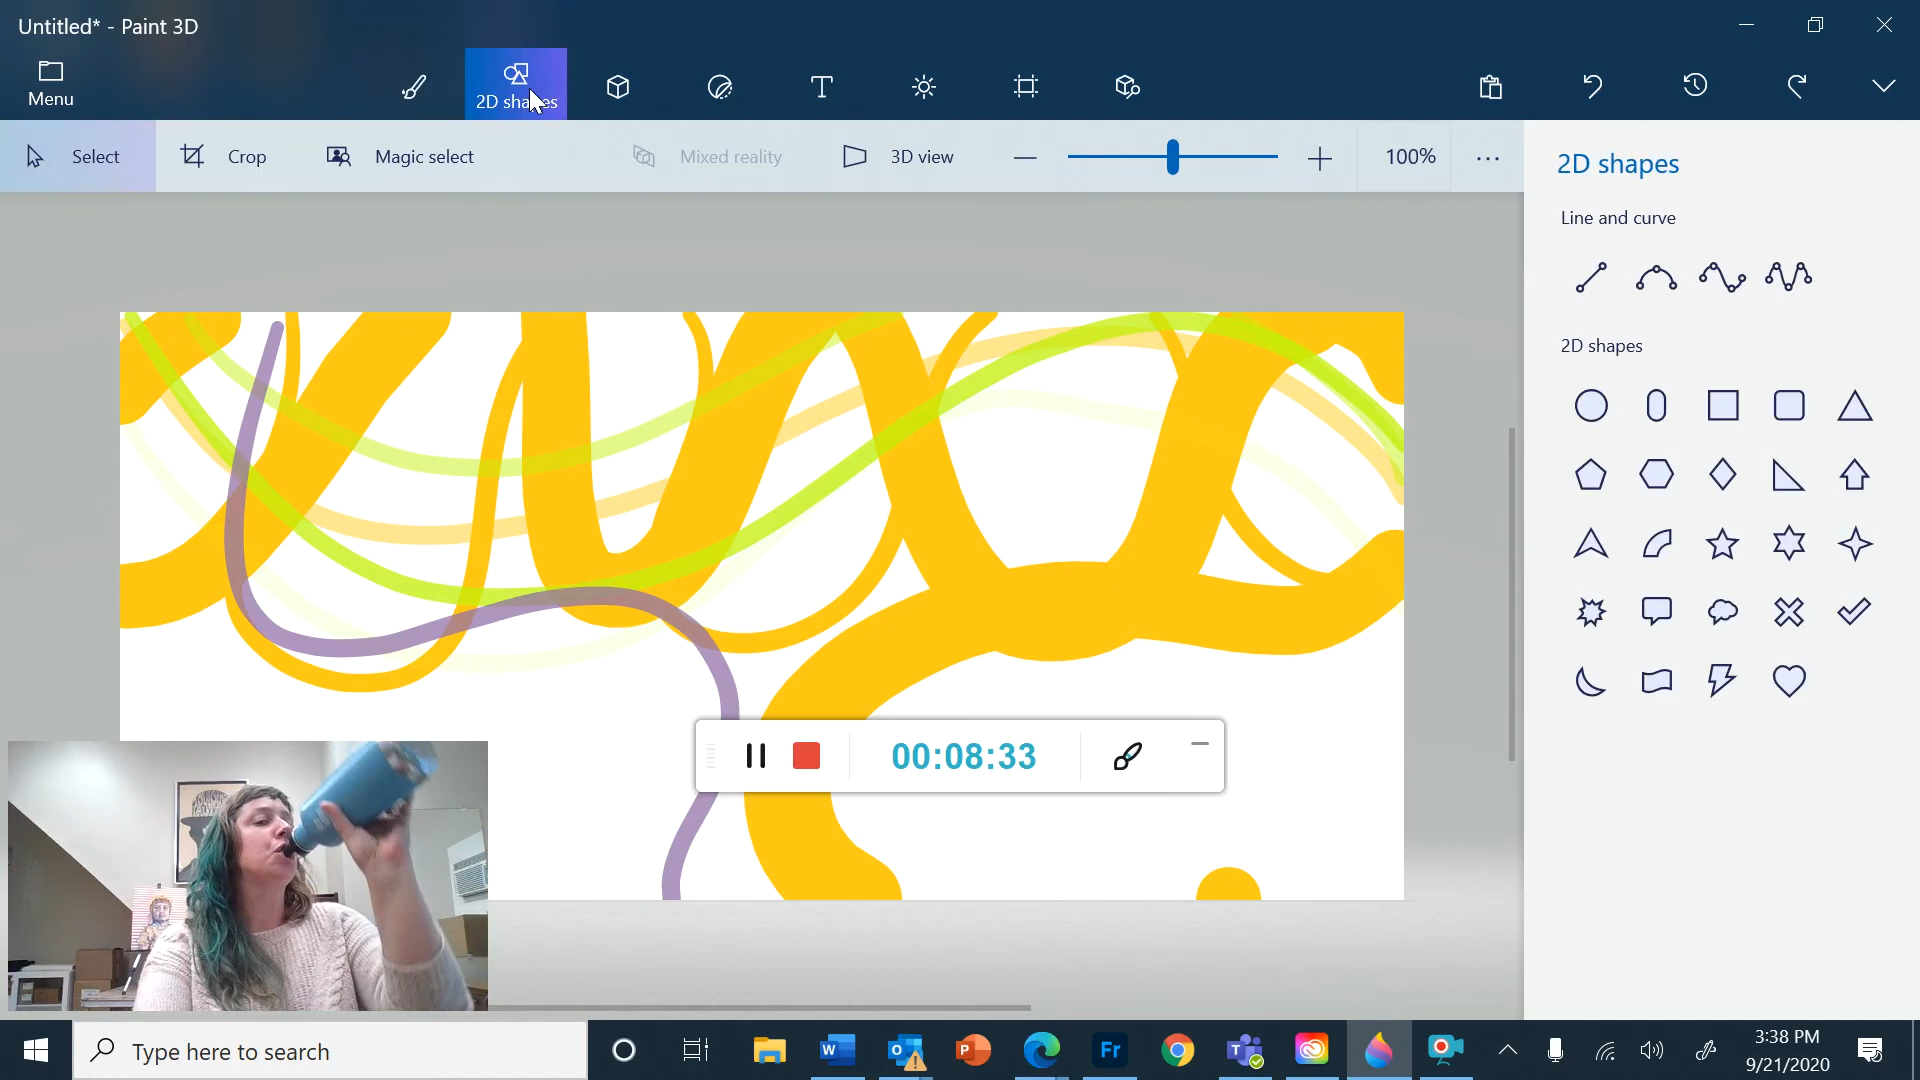 Untitled* - Paint 3D
Menu
2D shapes
Select
Crop
Magic select
Mixed reality
3D view
100%
2D shapes
Line and curve
2D shapes
00:08:33
Type here to search
W
O
P
Fr
T
3:38 PM
9/21/2020